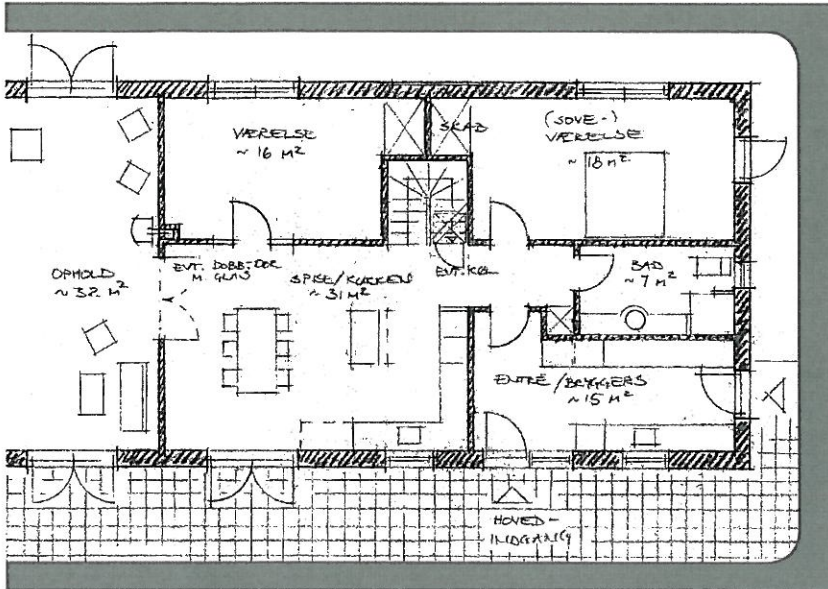 VÆRELSE
~ 16 M²
SKAB
(SOVE-)
VÆRELSE
~ 18 M²
OPHOLD
~ 32 M²
EVT. DOBB-DØR
M. GLAS
SPISE/KØKKEN
~ 31 M²
EVT. KØL
BAD
~ 7 M²
ENTRE/BRYGGERS
~ 15 M²
HOVED-
INDGANG